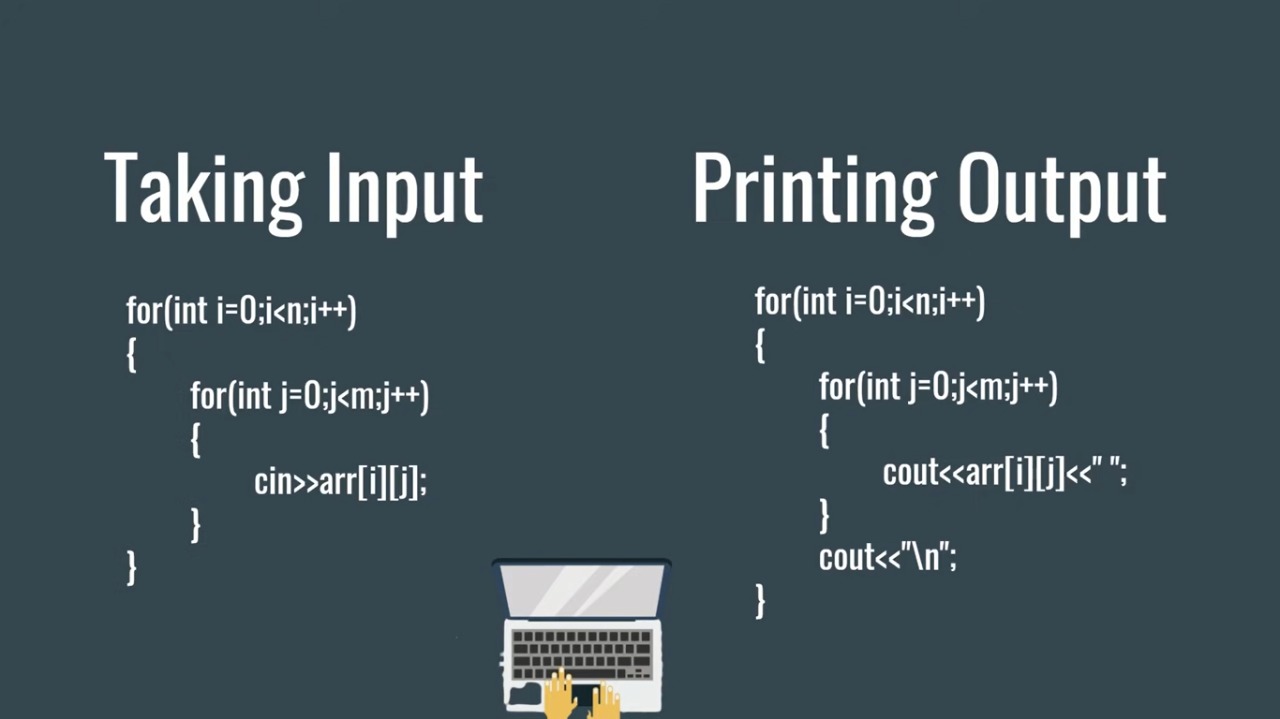 Taking Input
for(int i=0;i<n;i++)
{
for(int j=0;j<m;j++)
{
cin>>arr[i][j];
}
}
Printing Output
for(int i=0;i<n;i++)
{
for(int j=0;j<m;j++)
{
cout<<arr[i][j]<<" ";
}
cout<<"\n";
}